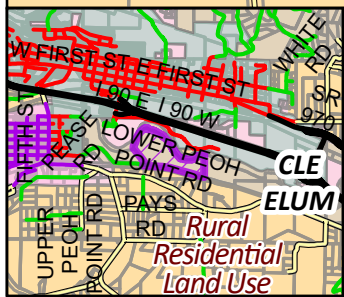 WHITE RD
W FIRST ST E FIRST ST
I 90 E I 90 W
SR 970
FIFTH ST
PEASE RD
LOWER PEOH
POINT RD
CLE
ELUM
UPPER
PEOH
POINT RD
PAYS
RD
Rural
Residential
Land Use